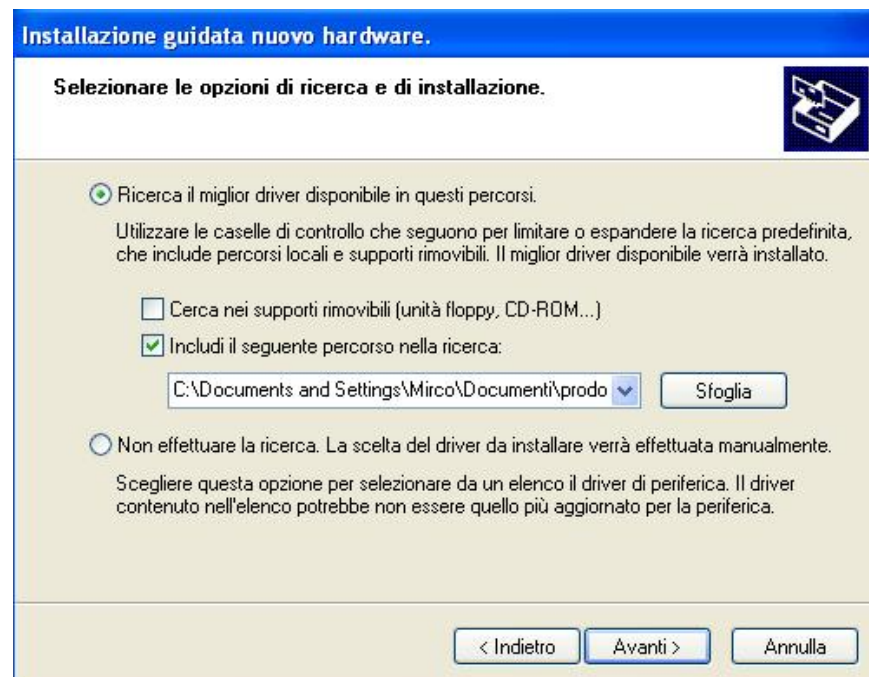 Installazione guidata nuovo hardware.
Selezionare le opzioni di ricerca e di installazione.
Ricerca il miglior driver disponibile in questi percorsi.
Utilizzare le caselle di controllo che seguono per limitare o espandere la ricerca predefinita,
che include percorsi locali e supporti rimovibili. Il miglior driver disponibile verrà installato.
Cerca nei supporti rimovibili (unità floppy, CD-ROM...)
Includi il seguente percorso nella ricerca:
C:\Documents and Settings\Mirco\Documenti\prodo
Sfoglia
Non effettuare la ricerca. La scelta del driver da installare verrà effettuata manualmente.
Scegliere questa opzione per selezionare da un elenco il driver di periferica. Il driver
contenuto nell'elenco potrebbe non essere quello più aggiornato per la periferica.
< Indietro
Avanti >
Annulla